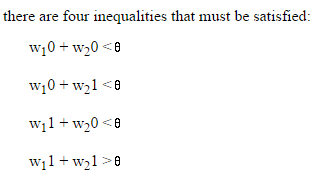 there are four inequalities that must be satisfied:
w₁0 + w₂0 < θ
w₁0 + w₂1 < θ
w₁1 + w₂0 < θ
w₁1 + w₂1 > θ